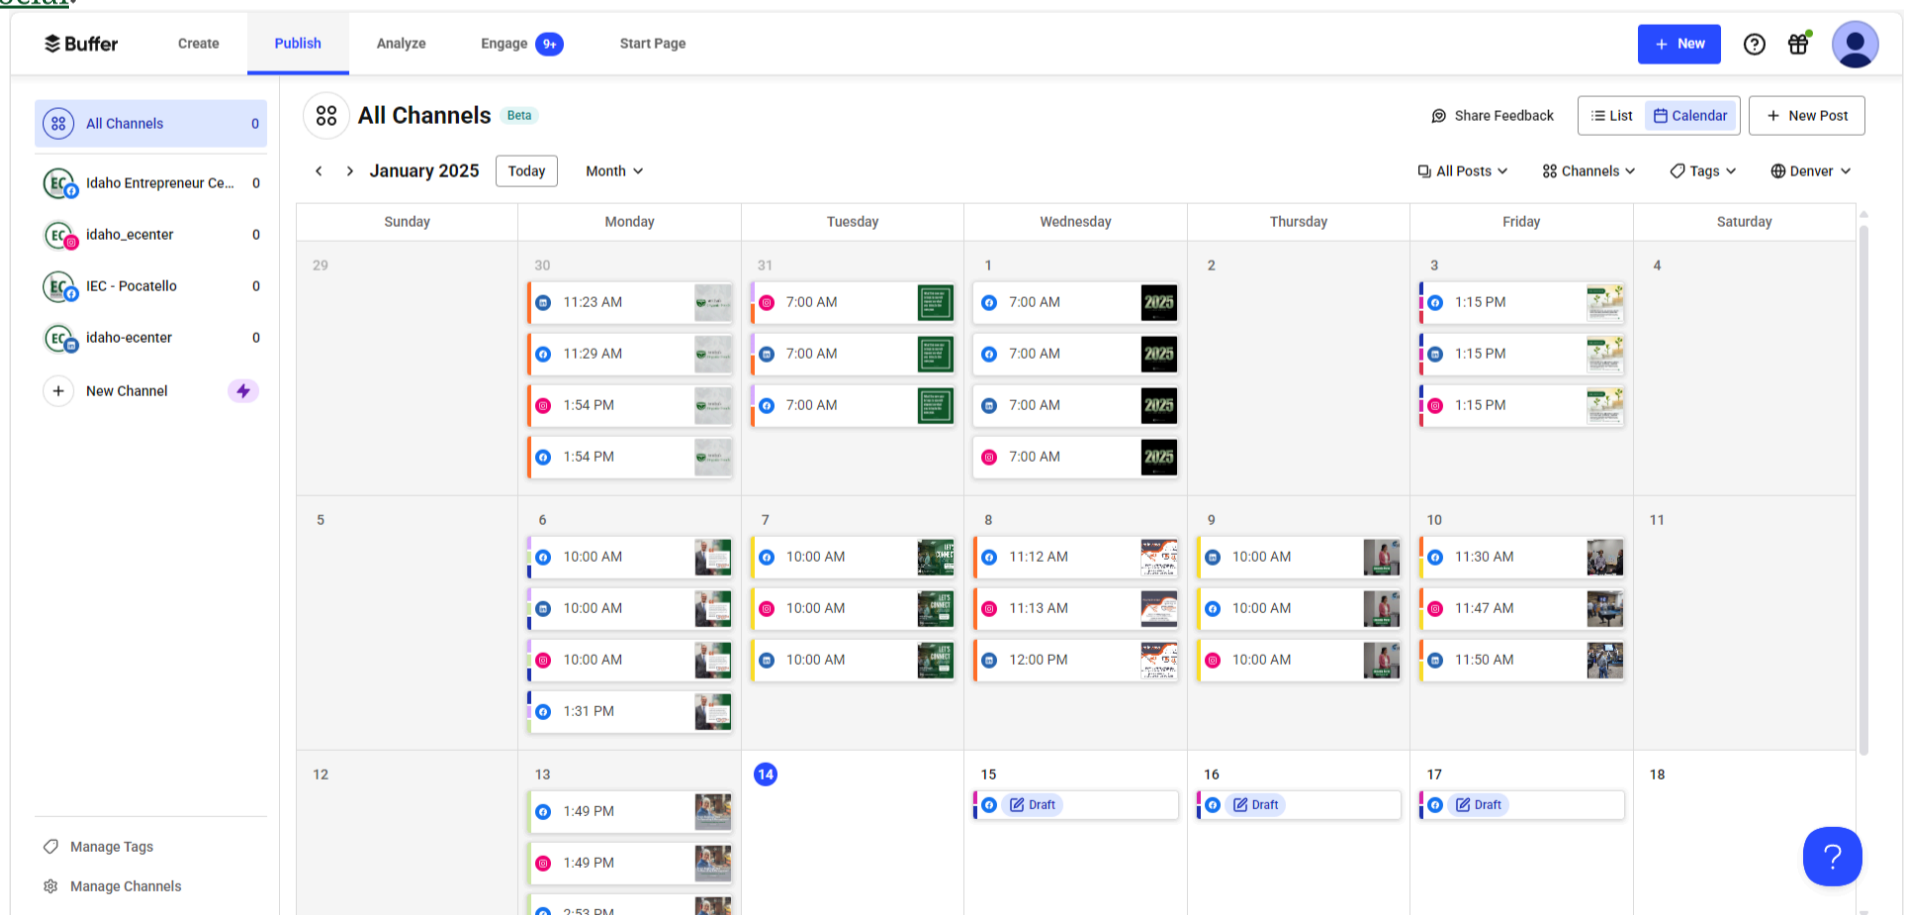 Buffer
Create
Publish
Analyze
Engage 9+
Start Page
+ New
All Channels 0
Idaho Entrepreneur Ce... 0
idaho_ecenter 0
IEC - Pocatello 0
idaho-ecenter 0
+ New Channel
Manage Tags
Manage Channels
All Channels Beta
Share Feedback
List
Calendar
+ New Post
January 2025
Today
Month
All Posts
Channels
Tags
Denver
Sunday Monday Tuesday Wednesday Thursday Friday Saturday
29
30
11:23 AM
11:29 AM
1:54 PM
1:54 PM
31
7:00 AM
7:00 AM
7:00 AM
1
7:00 AM 2025
7:00 AM 2025
7:00 AM 2025
7:00 AM 2025
2
3
1:15 PM
1:15 PM
1:15 PM
4
5
6
10:00 AM
10:00 AM
10:00 AM
1:31 PM
7
10:00 AM
10:00 AM
LET'S
CONNECT
10:00 AM
8
11:12 AM
11:13 AM
12:00 PM
9
10:00 AM
10:00 AM
10:00 AM
10
11:30 AM
11:47 AM
11:50 AM
11
12
13
1:49 PM
1:49 PM
2:53 PM
14
15
Draft
16
Draft
17
Draft
18
?